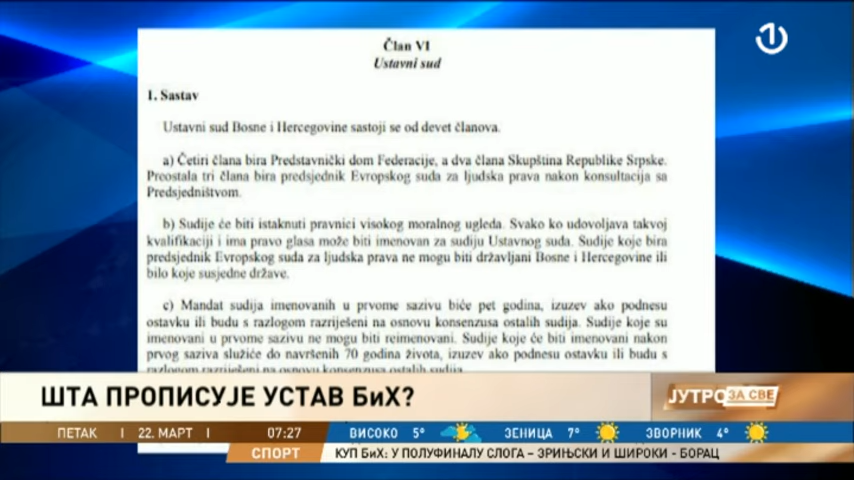 Član VI
Ustavni sud
1. Sastav
Ustavni sud Bosne i Hercegovine sastoji se od devet članova.
a) Četiri člana bira Predstavnički dom Federacije, a dva člana Skupština Republike Srpske.
Preostala tri člana bira predsjednik Evropskog suda za ljudska prava nakon konsultacija sa
Predsjedništvom.
b) Sudije će biti istaknuti pravnici visokog moralnog ugleda. Svako ko udovoljava takvoj
kvalifikaciji i ima pravo glasa može biti imenovan za sudiju Ustavnog suda. Sudije koje bira
predsjednik Evropskog suda za ljudska prava ne mogu biti državljani Bosne i Hercegovine ili
bilo koje susjedne države.
c) Mandat sudija imenovanih u prvome sazivu biće pet godina, izuzev ako podnesu
ostavku ili budu s razlogom razriješeni na osnovu konsenzusa ostalih sudija. Sudije koje su
imenovani u prvome sazivu ne mogu biti reimenovani. Sudije koje će biti imenovani nakon
prvog saziva služiće do navršenih 70 godina života, izuzev ako podnesu ostavku ili budu s
razlogom razriješeni na osnovu konsenzusa ostalih sudija.
ШТА ПРОПИСУЈЕ УСТАВ БиХ?
ЈУТРО ЗА СВЕ
ПЕТАК | 22. МАРТ | 07:27 ВИСОКО 5° ЗЕНИЦА 7° ЗВОРНИК 4°
СПОРТ КУП БиХ: У ПОЛУФИНАЛУ СЛОГА – ЗРИЊСКИ И ШИРОКИ - БОРАЦ